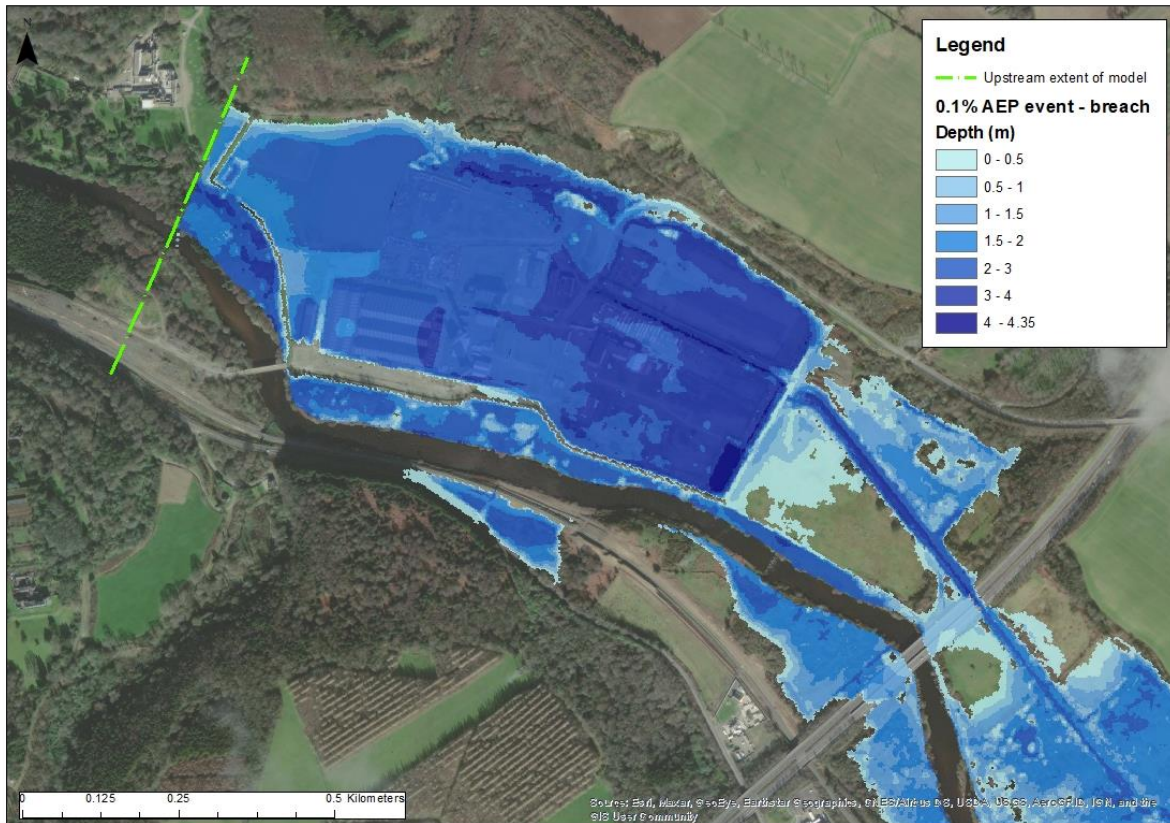 N
Legend
Upstream extent of model
0.1% AEP event - breach
Depth (m)
0 - 0.5
0.5 - 1
1 - 1.5
1.5 - 2
2 - 3
3 - 4
4 - 4.35
0 0.125 0.25 0.5 Kilometers
Source: Esri, Maxar, GeoEye, Earthstar Geographics, CNES/Airbus DS, USDA, USGS, AeroGRID, IGN, and the
GIS User Community